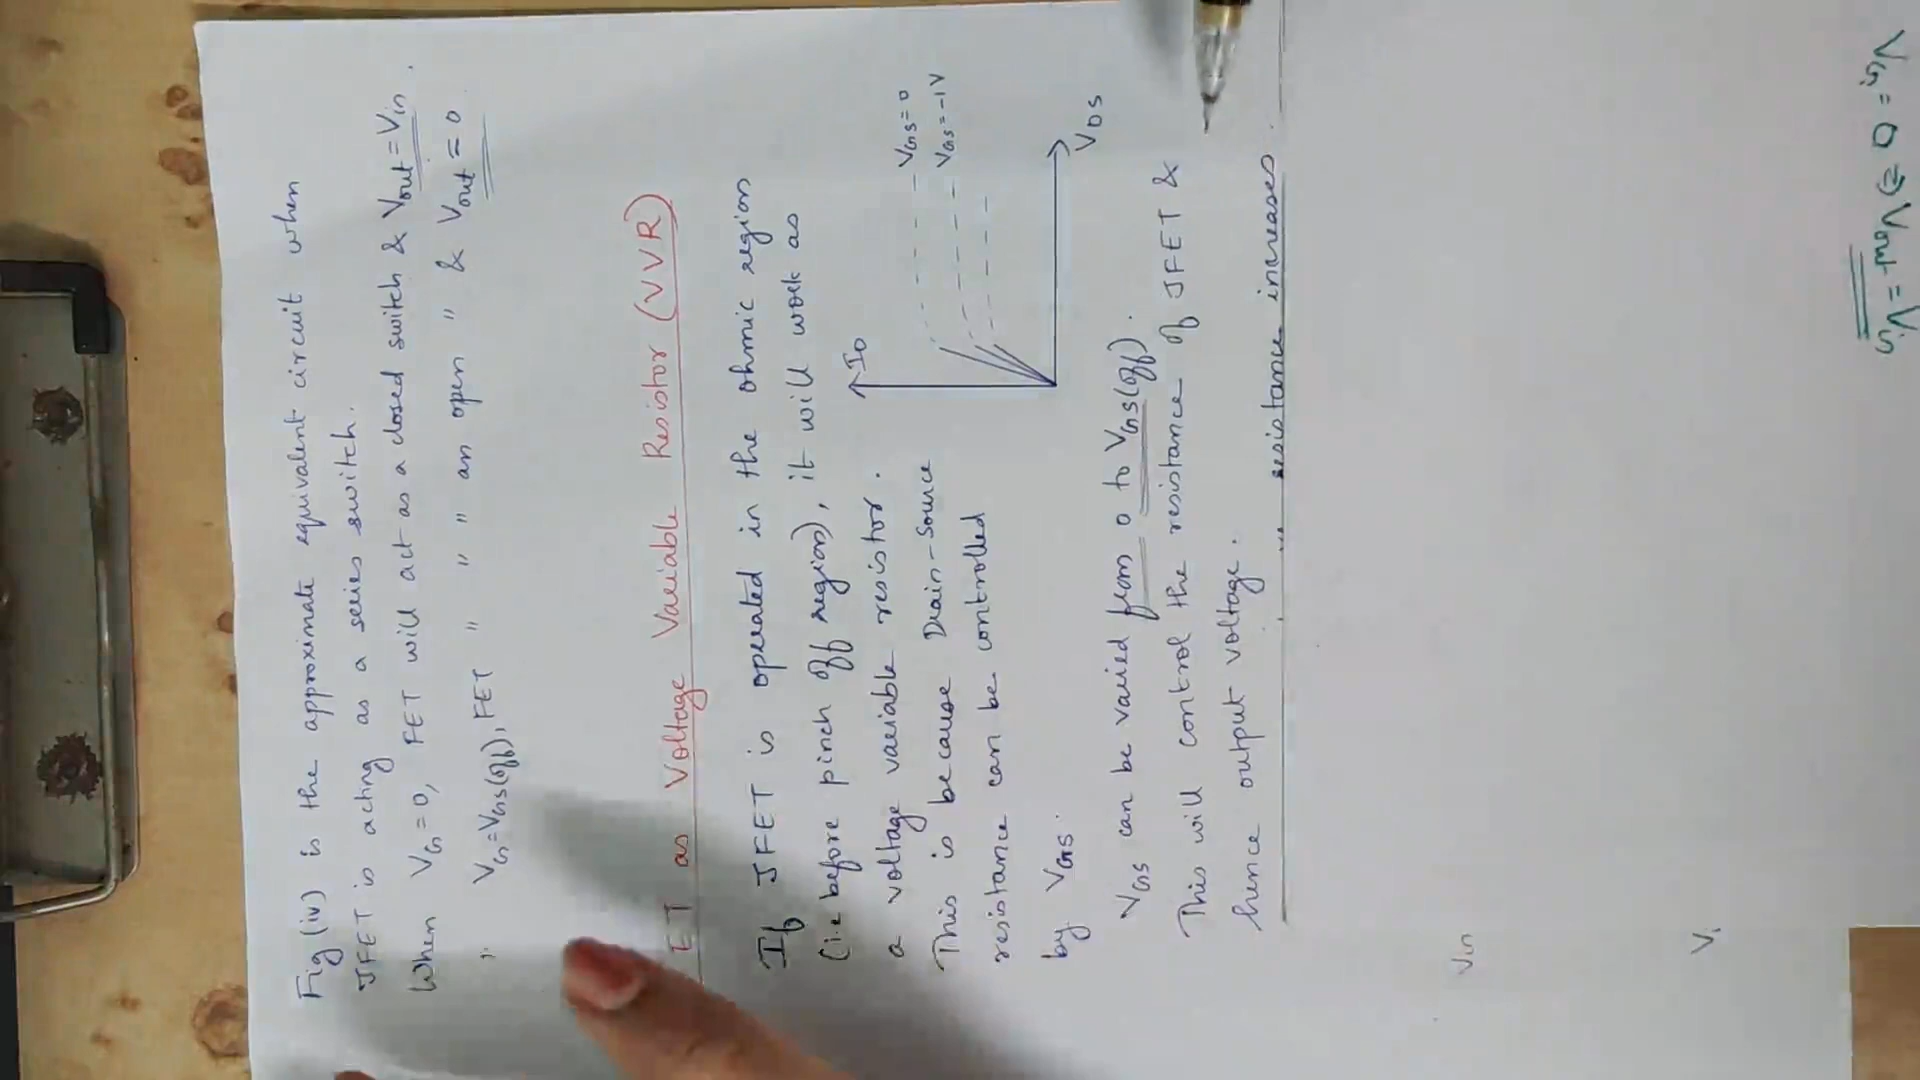 Fig (iv) is the approximate equivalent circuit when
JFET is acting as a series switch.
When VG = 0, FET will act as a closed switch & Vout = Vin.
" VG = VGS(off), FET " " " an open " & Vout = 0
ET as Voltage Variable Resistor (VVR)
If JFET is operated in the ohmic region
(i.e before pinch off region), it will work as
a voltage variable resistor.
This is because Drain-Source
resistance can be controlled
by VGS.
↑ID
VGS = 0
VGS = -1V
VDS
VGS can be varied from 0 to VGS(off).
This will control the resistance of JFET &
hence output voltage.
resistance increases.
Vin
Vi
VG = 0 ⇒ Vout = Vin